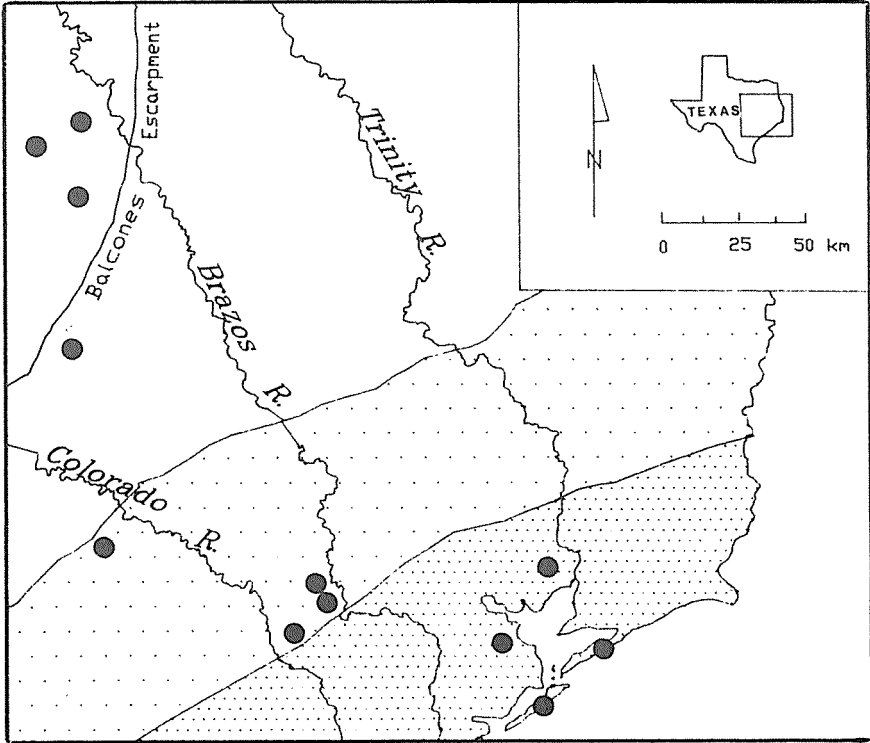 Escarpment
Balcones
Trinity
R.
Brazos
R.
Colorado
R.
TEXAS
N
0 25 50 km